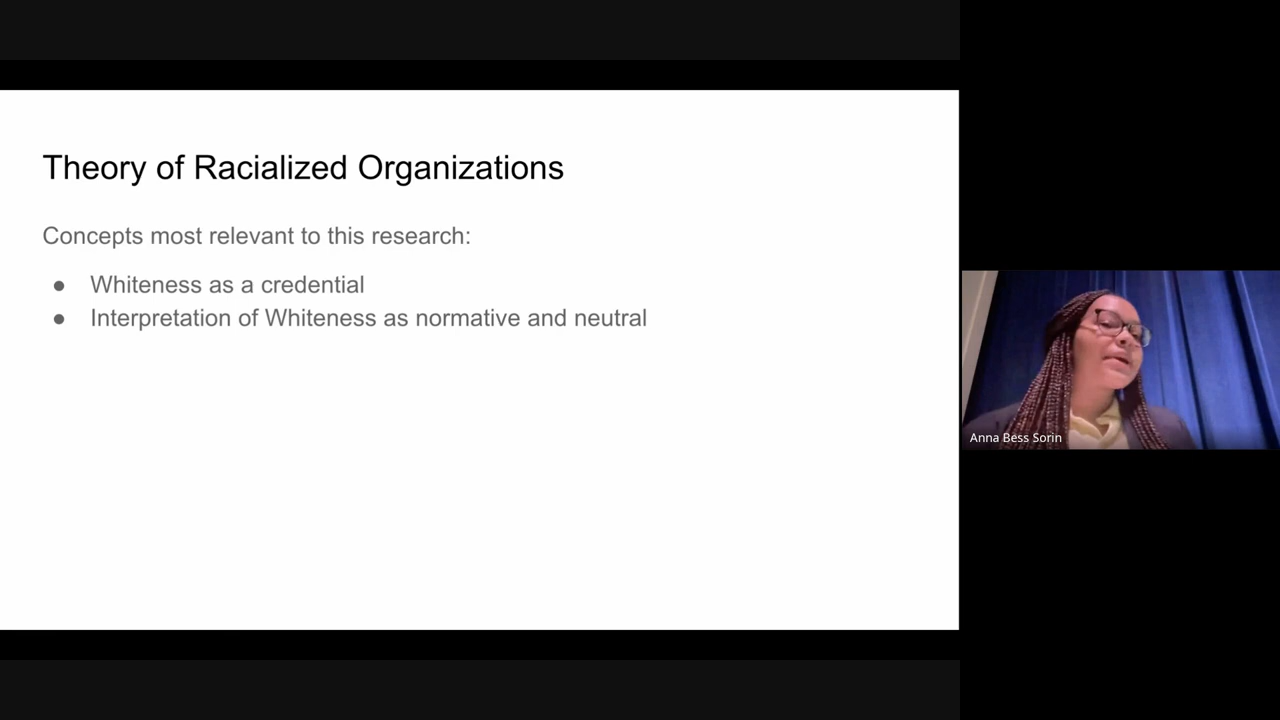 Theory of Racialized Organizations
Concepts most relevant to this research:
● Whiteness as a credential
● Interpretation of Whiteness as normative and neutral
Anna Bess Sorin